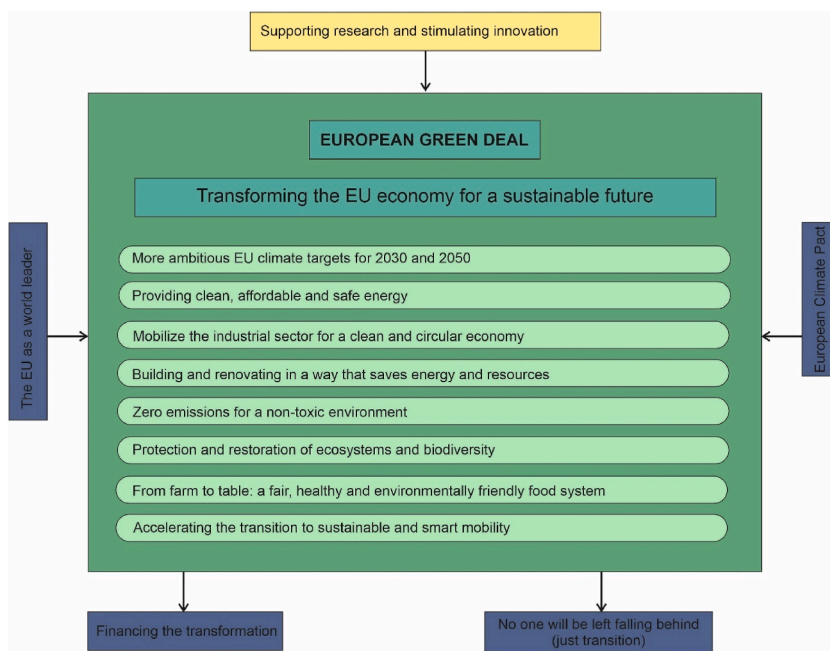 Supporting research and stimulating innovation
EUROPEAN GREEN DEAL
Transforming the EU economy for a sustainable future
The EU as a world leader
More ambitious EU climate targets for 2030 and 2050
Providing clean, affordable and safe energy
Mobilize the industrial sector for a clean and circular economy
Building and renovating in a way that saves energy and resources
Zero emissions for a non-toxic environment
Protection and restoration of ecosystems and biodiversity
From farm to table: a fair, healthy and environmentally friendly food system
Accelerating the transition to sustainable and smart mobility
European Climate Pact
Financing the transformation
No one will be left falling behind
(just transition)